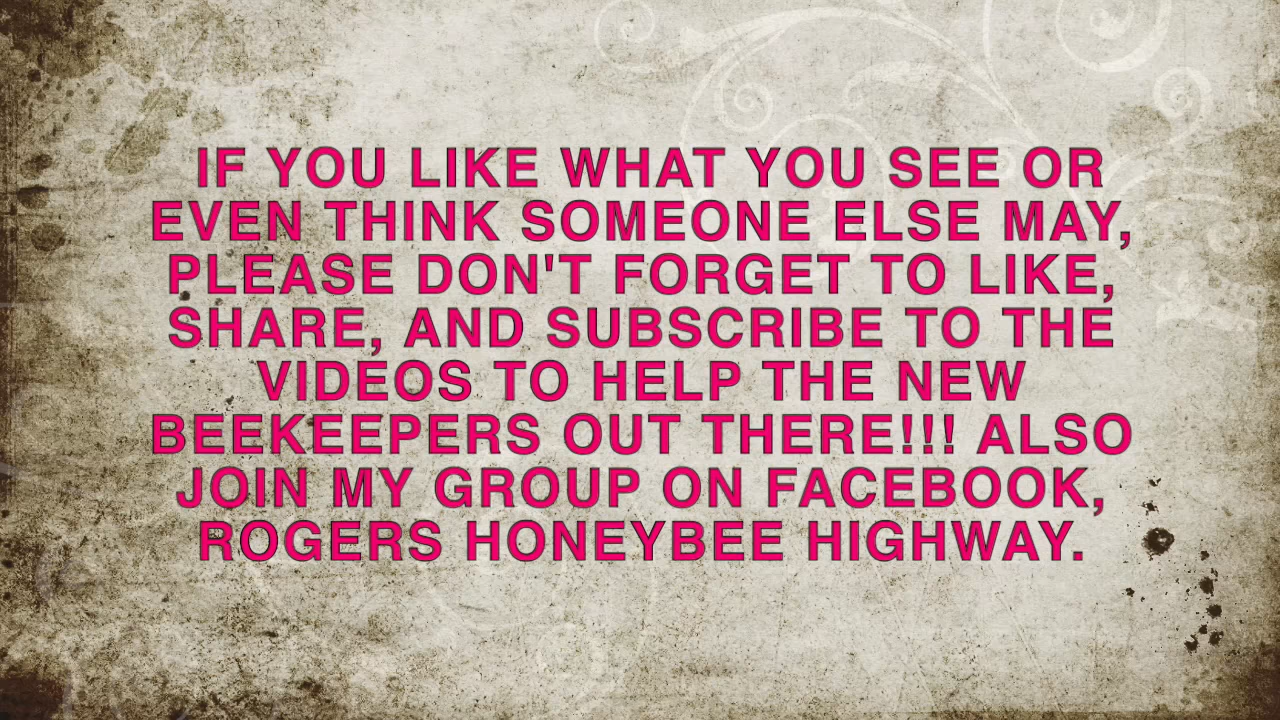 IF YOU LIKE WHAT YOU SEE OR
EVEN THINK SOMEONE ELSE MAY,
PLEASE DON'T FORGET TO LIKE,
SHARE, AND SUBSCRIBE TO THE
VIDEOS TO HELP THE NEW
BEEKEEPERS OUT THERE!!! ALSO
JOIN MY GROUP ON FACEBOOK,
ROGERS HONEYBEE HIGHWAY.